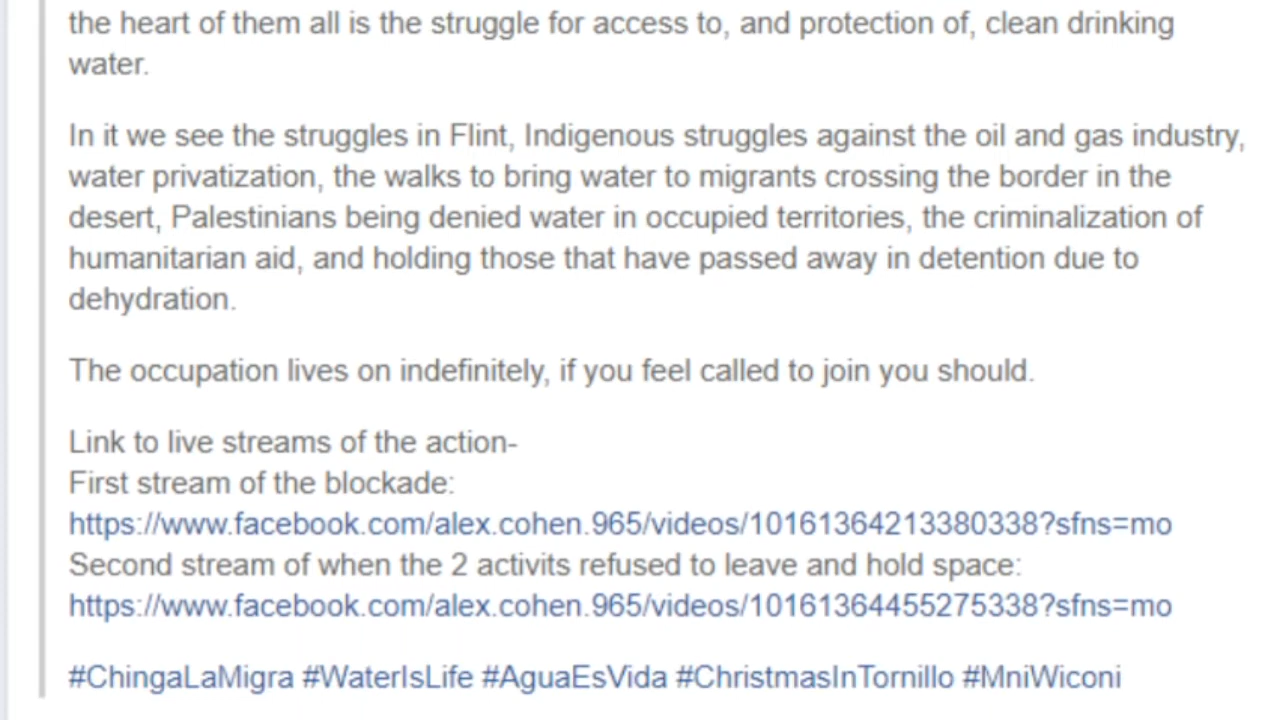 the heart of them all is the struggle for access to, and protection of, clean drinking
water.
In it we see the struggles in Flint, Indigenous struggles against the oil and gas industry,
water privatization, the walks to bring water to migrants crossing the border in the
desert, Palestinians being denied water in occupied territories, the criminalization of
humanitarian aid, and holding those that have passed away in detention due to
dehydration.
The occupation lives on indefinitely, if you feel called to join you should.
Link to live streams of the action-
First stream of the blockade:
https://www.facebook.com/alex.cohen.965/videos/10161364213380338?sfns=mo
Second stream of when the 2 activits refused to leave and hold space:
https://www.facebook.com/alex.cohen.965/videos/10161364455275338?sfns=mo
#ChingaLaMigra #WaterIsLife #AguaEsVida #ChristmasInTornillo #MniWiconi